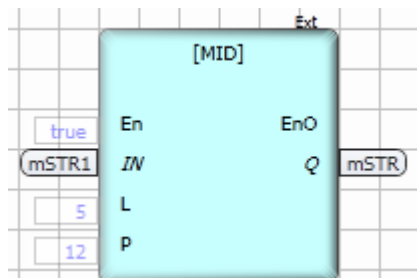 Ext
[MID]
true En EnO
mSTR1 IN Q mSTR
5 L
12 P